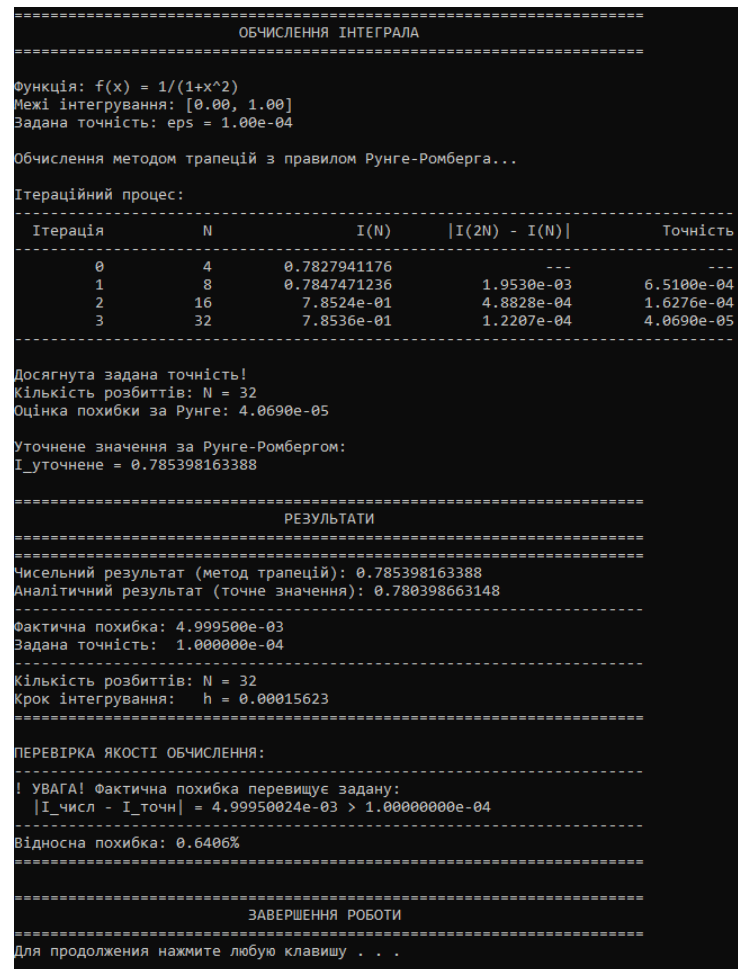 ======================================================================
ОБЧИСЛЕННЯ ІНТЕГРАЛА
======================================================================
Функція: f(x) = 1/(1+x^2)
Межі інтегрування: [0.00, 1.00]
Задана точність: eps = 1.00e-04
Обчислення методом трапецій з правилом Рунге-Ромберга...
Ітераційний процес:
--------------------------------------------------------------------------------
Ітерація N I(N) |I(2N) - I(N)| Точність
--------------------------------------------------------------------------------
0 4 0.7827941176 --- ---
1 8 0.7847471236 1.9530e-03 6.5100e-04
2 16 7.8524e-01 4.8828e-04 1.6276e-04
3 32 7.8536e-01 1.2207e-04 4.0690e-05
--------------------------------------------------------------------------------
Досягнута задана точність!
Кількість розбиттів: N = 32
Оцінка похибки за Рунге: 4.0690e-05
Уточнене значення за Рунге-Ромбергом:
I_уточнене = 0.785398163388
======================================================================
РЕЗУЛЬТАТИ
======================================================================
======================================================================
Чисельний результат (метод трапецій): 0.785398163388
Аналітичний результат (точне значення): 0.780398663148
----------------------------------------------------------------------
Фактична похибка: 4.999500e-03
Задана точність: 1.000000e-04
----------------------------------------------------------------------
Кількість розбиттів: N = 32
Крок інтегрування: h = 0.00015623
======================================================================
ПЕРЕВІРКА ЯКОСТІ ОБЧИСЛЕННЯ:
----------------------------------------------------------------------
! УВАГА! Фактична похибка перевищує задану:
|I_числ - I_точн| = 4.99950024e-03 > 1.00000000e-04
----------------------------------------------------------------------
Відносна похибка: 0.6406%
======================================================================
======================================================================
ЗАВЕРШЕННЯ РОБОТИ
======================================================================
Для продолжения нажмите любую клавишу . . .